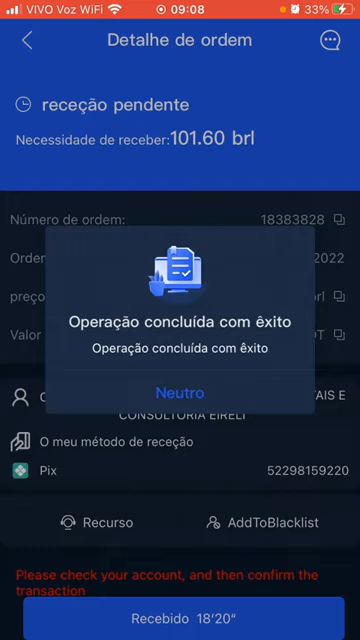 VIVO Voz WiFi 09:08 33%
Detalhe de ordem
receção pendente
Necessidade de receber:101.60 brl
Número de ordem: 18383828
Order 2022
preço rl
Valor T
Operação concluída com êxito
Operação concluída com êxito
Neutro
AIS E
CONSULTORIA EIRELI
O meu método de receção
Pix 52298159220
Recurso AddToBlacklist
Please check your account, and then confirm the
transaction
Recebido 18'20"